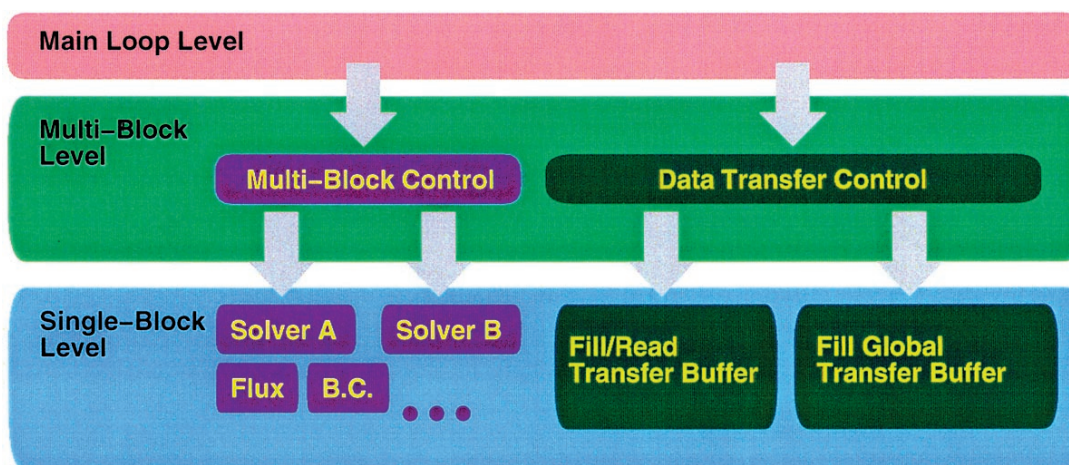 Main Loop Level
Multi–Block
Level
Multi–Block Control
Data Transfer Control
Single–Block
Level
Solver A
Solver B
Flux
B.C.
Fill/Read
Transfer Buffer
Fill Global
Transfer Buffer